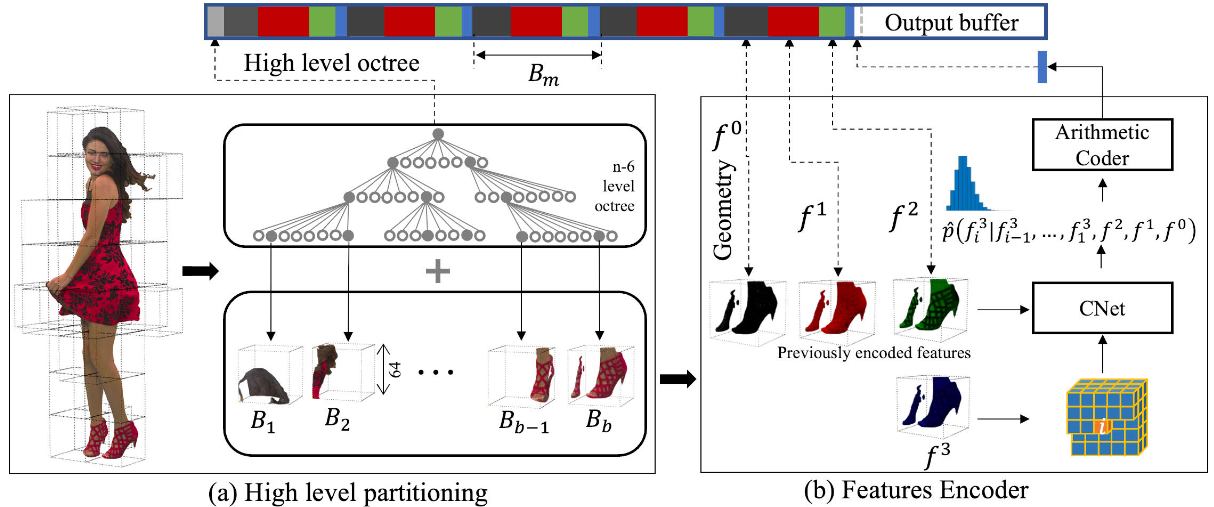 Output buffer
High level octree
B_m
n-6
level
octree
64
B_1
B_2
...
B_{b-1}
B_b
(a) High level partitioning
Geometry
f^0
f^1
f^2
Previously encoded features
f^3
Arithmetic
Coder
p̂(f_i^3|f_{i-1}^3, ..., f_1^3, f^2, f^1, f^0)
CNet
i
(b) Features Encoder